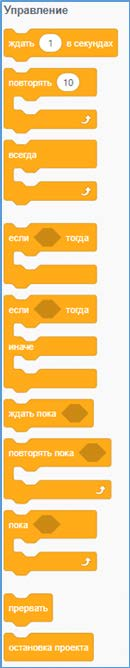 Управление
ждать 1 в секундах
повторять 10
всегда
если тогда
если тогда
иначе
ждать пока
повторять пока
пока
прервать
остановка проекта